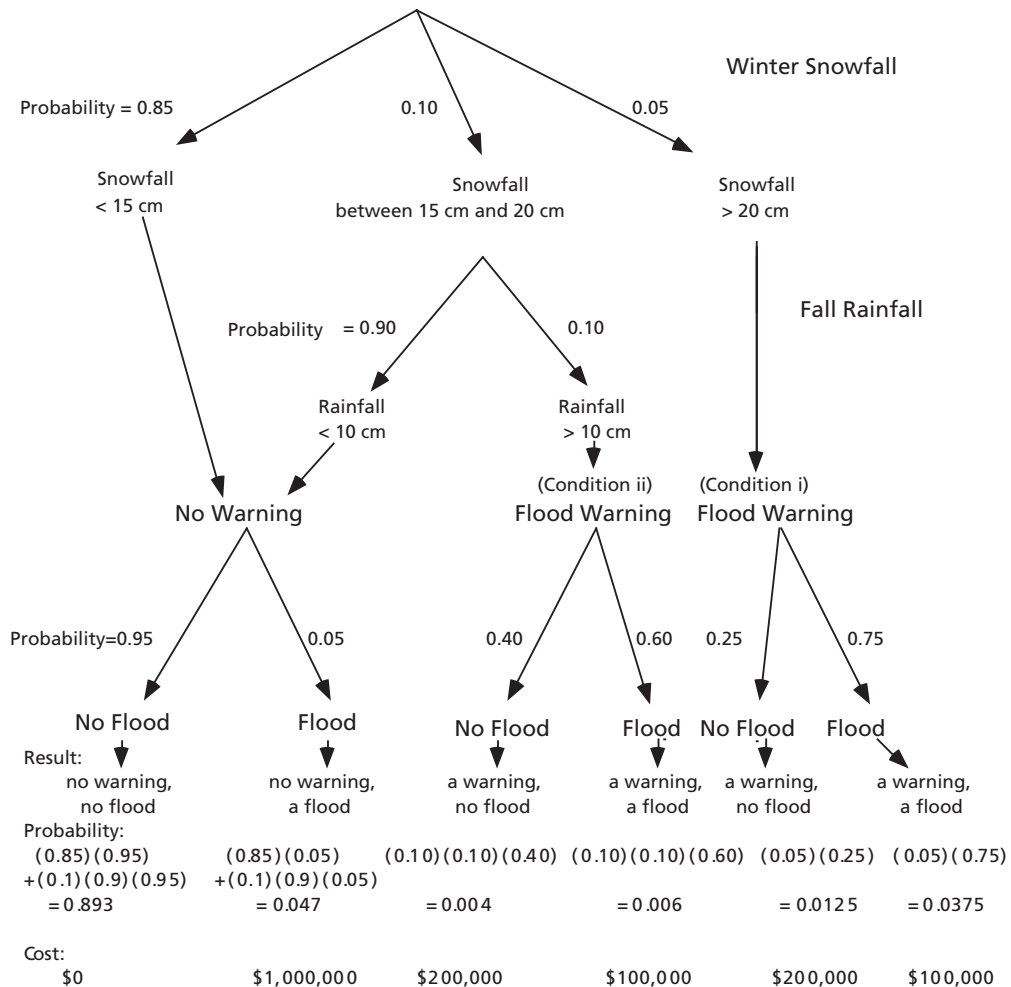 Winter Snowfall
Probability = 0.85
0.10
0.05
Snowfall
< 15 cm
Snowfall
between 15 cm and 20 cm
Snowfall
> 20 cm
Fall Rainfall
Probability = 0.90
0.10
Rainfall
< 10 cm
Rainfall
> 10 cm
No Warning
(Condition ii)
Flood Warning
(Condition i)
Flood Warning
Probability=0.95
0.05
0.40
0.60
0.25
0.75
No Flood
Flood
No Flood
Flood
No Flood
Flood
Result:
no warning,
no flood
no warning,
a flood
a warning,
no flood
a warning,
a flood
a warning,
no flood
a warning,
a flood
Probability:
(0.85)(0.95)
+(0.1)(0.9)(0.95)
=0.893
(0.85)(0.05)
+(0.1)(0.9)(0.05)
=0.047
(0.10)(0.10)(0.40)
=0.004
(0.10)(0.10)(0.60)
=0.006
(0.05)(0.25)
=0.0125
(0.05)(0.75)
=0.0375
Cost:
$0
$1,000,000
$200,000
$100,000
$200,000
$100,000